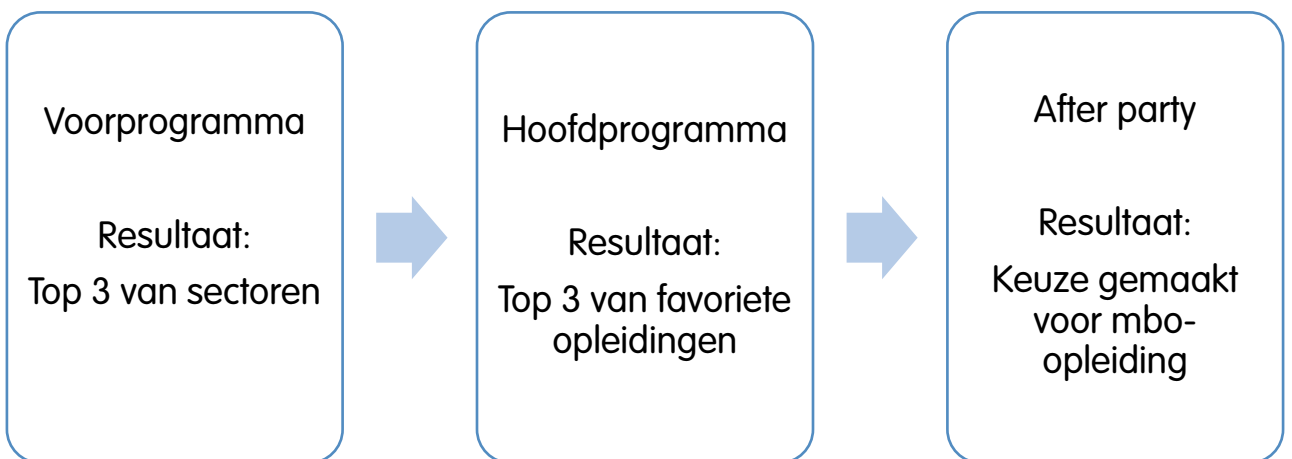 Voorprogramma
Resultaat:
Top 3 van sectoren
Hoofdprogramma
Resultaat:
Top 3 van favoriete
opleidingen
After party
Resultaat:
Keuze gemaakt
voor mbo-
opleiding